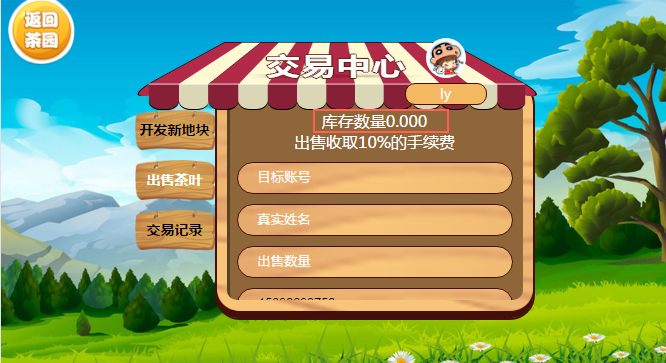 返回
茶园
交易中心
ly
库存数量0.000
出售收取10%的手续费
开发新地块
出售茶叶
交易记录
目标账号
真实姓名
出售数量